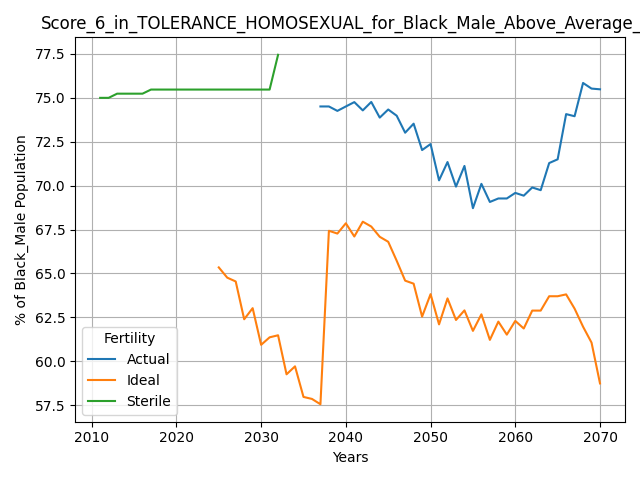 Score_6_in_TOLERANCE_HOMOSEXUAL_for_Black_Male_Above_Average_
% of Black_Male Population
77.5
75.0
72.5
70.0
67.5
65.0
62.5
60.0
57.5
Fertility
Actual
Ideal
Sterile
2010 2020 2030 2040 2050 2060 2070
Years